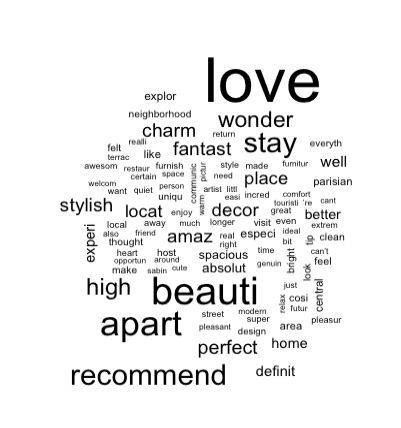 love
explor
neighborhood
wonder
charm
return
stay
realli
felt
terrac
like
fantast
everyth
awesom
restaur
furnish
communic
pictur
style
made
furnitur
well
certain
space
need
place
parisian
welcom
want
quiet
person
uniqu
warm
artist
littl
easi
incred
comfort
touristi
're
cant
stylish
locat
enjoy
decor
great
better
local
away
much
longer
visit
even
extrem
experi
also
friend
amaz
real
especi
ideal
tip
clean
thought
right
bit
heart
host
spacious
time
bright
can't
opportun
around
genuin
look
feel
make
sabin
cute
absolut
central
high
beauti
just
relax
cosi
futur
apart
street
modern
super
pleasur
pleasant
design
area
perfect
home
recommend
definit